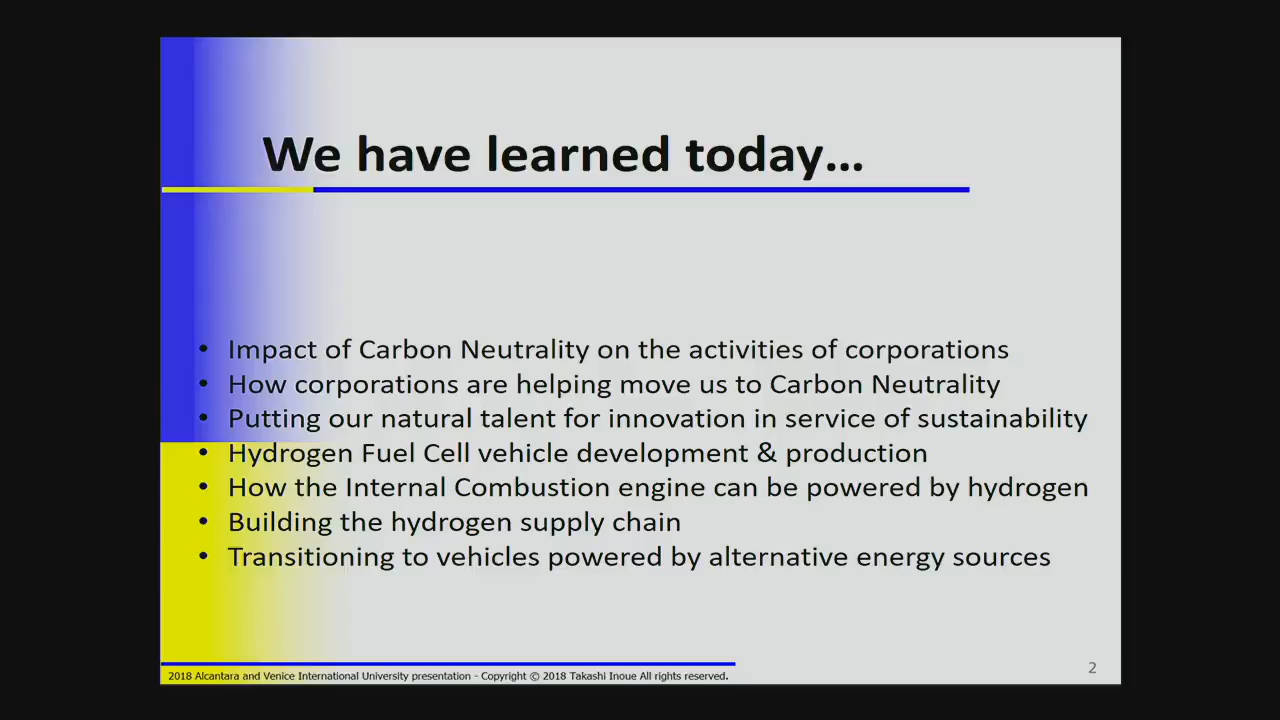 We have learned today...
• Impact of Carbon Neutrality on the activities of corporations
• How corporations are helping move us to Carbon Neutrality
• Putting our natural talent for innovation in service of sustainability
• Hydrogen Fuel Cell vehicle development & production
• How the Internal Combustion engine can be powered by hydrogen
• Building the hydrogen supply chain
• Transitioning to vehicles powered by alternative energy sources
2018 Alcantara and Venice International University presentation - Copyright © 2018 Takashi Inoue All rights reserved.
2